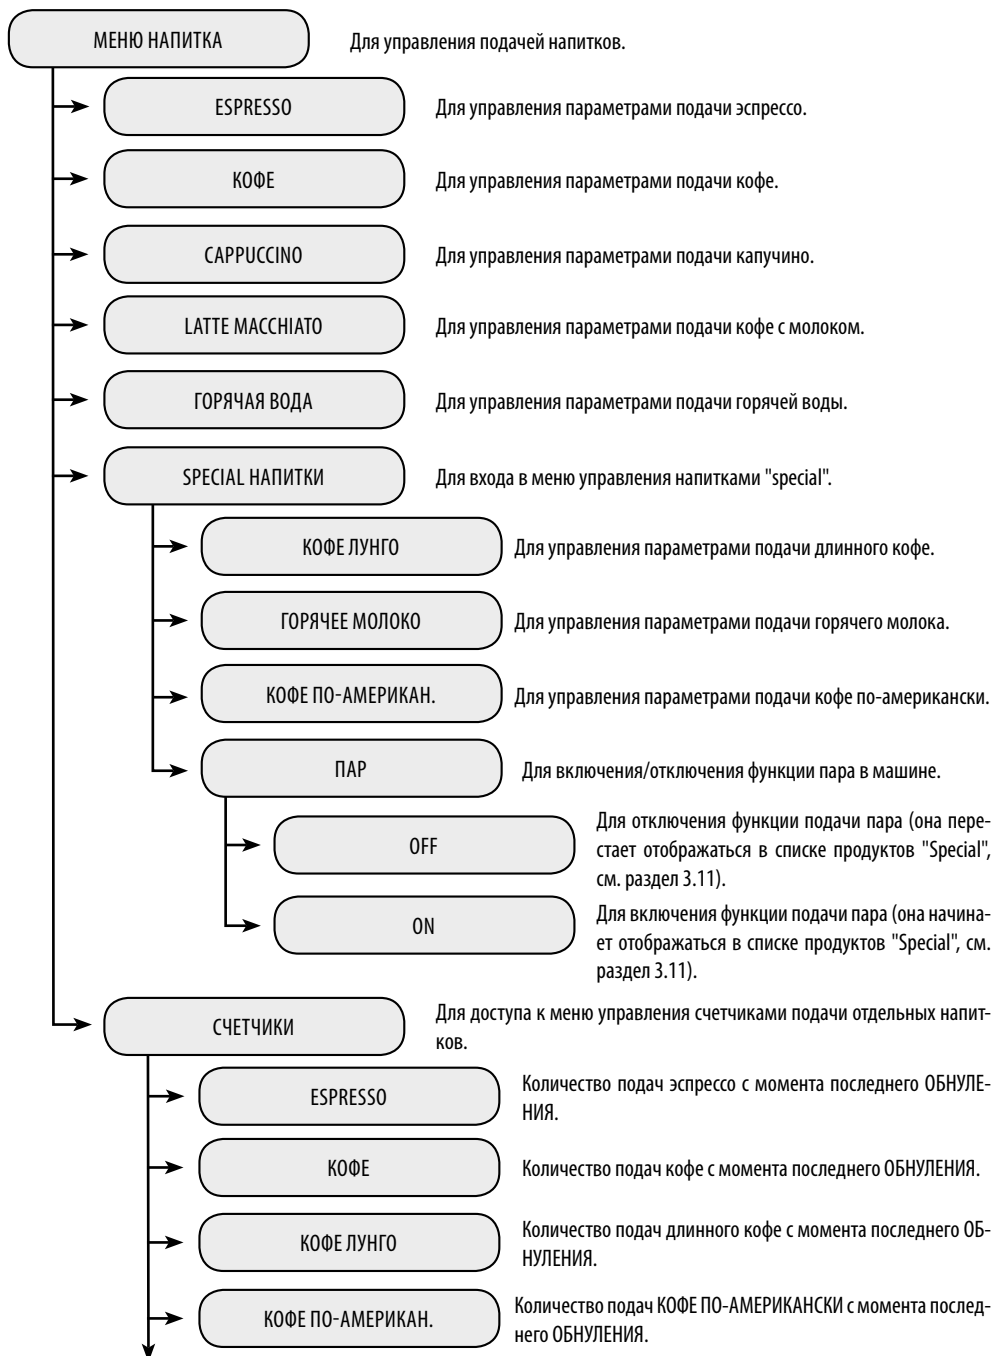 МЕНЮ НАПИТКА
Для управления подачей напитков.
ESPRESSO
Для управления параметрами подачи эспрессо.
КОФЕ
Для управления параметрами подачи кофе.
CAPPUCCINO
Для управления параметрами подачи капучино.
LATTE MACCHIATO
Для управления параметрами подачи кофе с молоком.
ГОРЯЧАЯ ВОДА
Для управления параметрами подачи горячей воды.
SPECIAL НАПИТКИ
Для входа в меню управления напитками "special".
КОФЕ ЛУНГО
Для управления параметрами подачи длинного кофе.
ГОРЯЧЕЕ МОЛОКО
Для управления параметрами подачи горячего молока.
КОФЕ ПО-АМЕРИКАН.
Для управления параметрами подачи кофе по-американски.
ПАР
Для включения/отключения функции пара в машине.
OFF
Для отключения функции подачи пара (она пере-
стает отображаться в списке продуктов "Special",
см. раздел 3.11).
ON
Для включения функции подачи пара (она начина-
ет отображаться в списке продуктов "Special", см.
раздел 3.11).
СЧЕТЧИКИ
Для доступа к меню управления счетчиками подачи отдельных напит-
ков.
ESPRESSO
Количество подач эспрессо с момента последнего ОБНУЛЕ-
НИЯ.
КОФЕ
Количество подач кофе с момента последнего ОБНУЛЕНИЯ.
КОФЕ ЛУНГО
Количество подач длинного кофе с момента последнего ОБ-
НУЛЕНИЯ.
КОФЕ ПО-АМЕРИКАН.
Количество подач КОФЕ ПО-АМЕРИКАНСКИ с момента послед-
него ОБНУЛЕНИЯ.